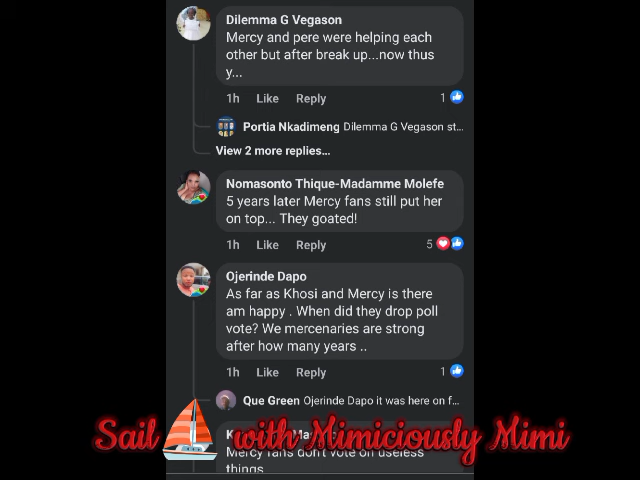 Dilemma G Vegason
Mercy and pere were helping each
other but after break up...now thus
y...
1h Like Reply 1
Portia Nkadimeng Dilemma G Vegason st...
View 2 more replies...
Nomasonto Thique-Madamme Molefe
5 years later Mercy fans still put her
on top... They goated!
1h Like Reply 5
Ojerinde Dapo
As far as Khosi and Mercy is there
am happy . When did they drop poll
vote? We mercenaries are strong
after how many years ..
1h Like Reply 1
Que Green Ojerinde Dapo it was here on f...
Sail with Mimiciously Mimi
Mercy fans don't vote on useless
things